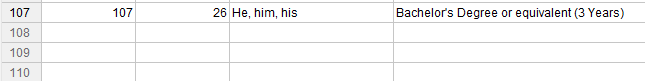 107 107 26 He, him, his Bachelor's Degree or equivalent (3 Years)
108
109
110